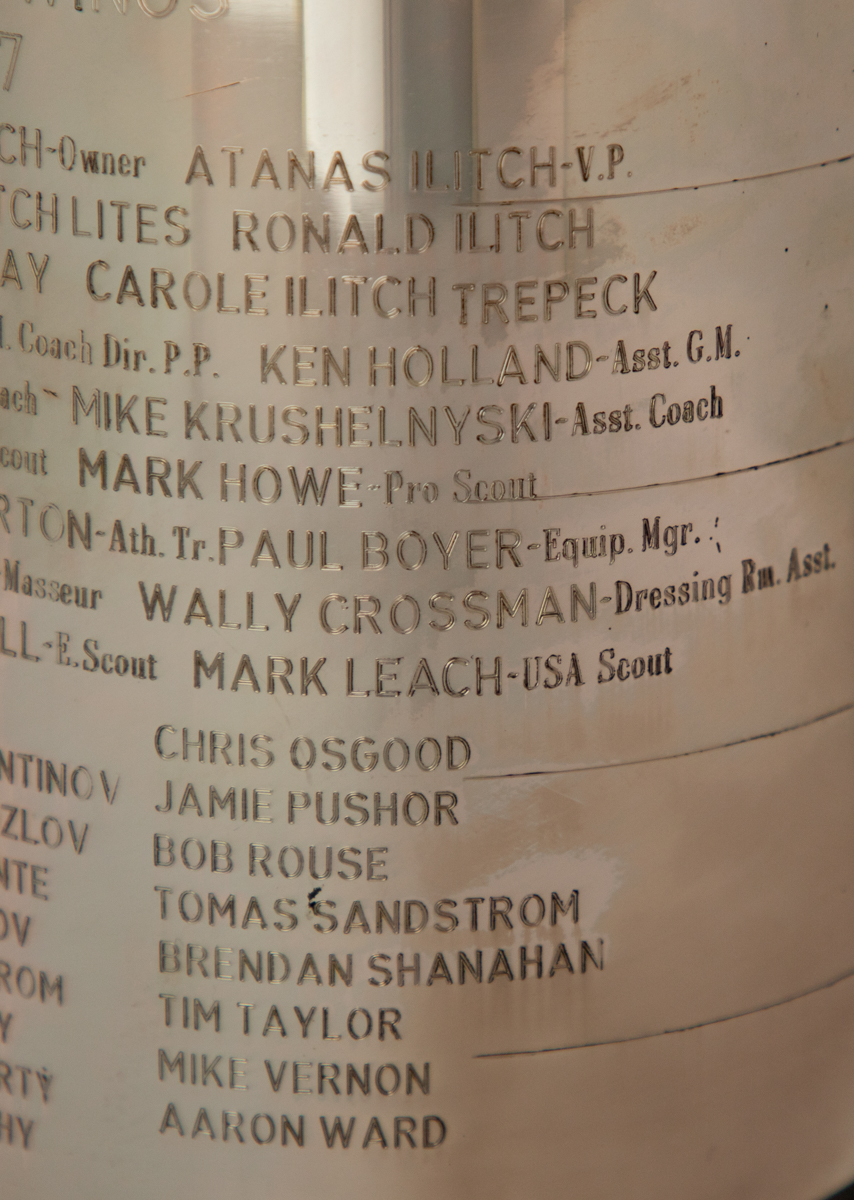 7
CH-Owner ATANAS ILITCH-V.P.
TCH LITES RONALD ILITCH
AY CAROLE ILITCH TREPECK
. Coach Dir. P.P. KEN HOLLAND-Asst. G.M.
ach MIKE KRUSHELNYSKI-Asst. Coach
cout MARK HOWE-Pro Scout
RTON-Ath. Tr. PAUL BOYER-Equip. Mgr.
-Masseur WALLY CROSSMAN-Dressing Rm. Asst.
LL-E.Scout MARK LEACH-USA Scout
CHRIS OSGOOD
NTINOV JAMIE PUSHOR
ZLOV BOB ROUSE
NTE TOMAS SANDSTROM
OV BRENDAN SHANAHAN
ROM TIM TAYLOR
Y MIKE VERNON
RTY AARON WARD
HY